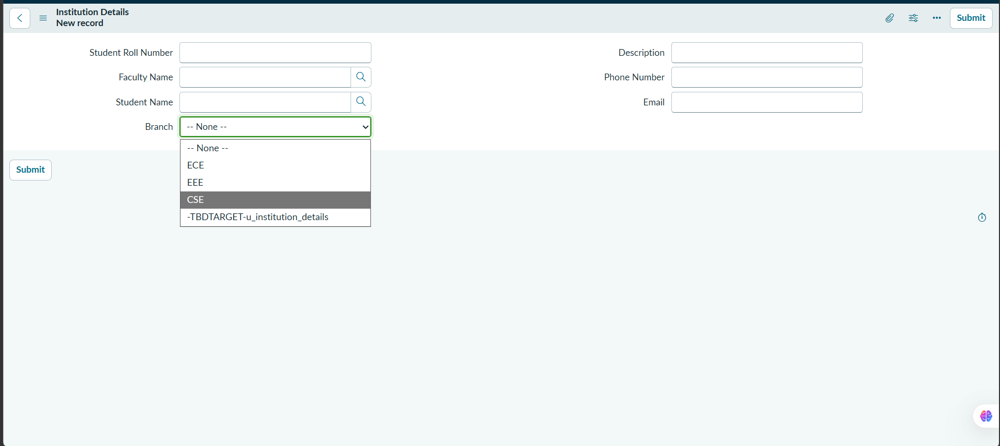 Institution Details
New record
Submit
Student Roll Number
Description
Faculty Name
Phone Number
Student Name
Email
Branch
-- None --
-- None --
ECE
EEE
CSE
-TBDTARGET-u_institution_details
Submit